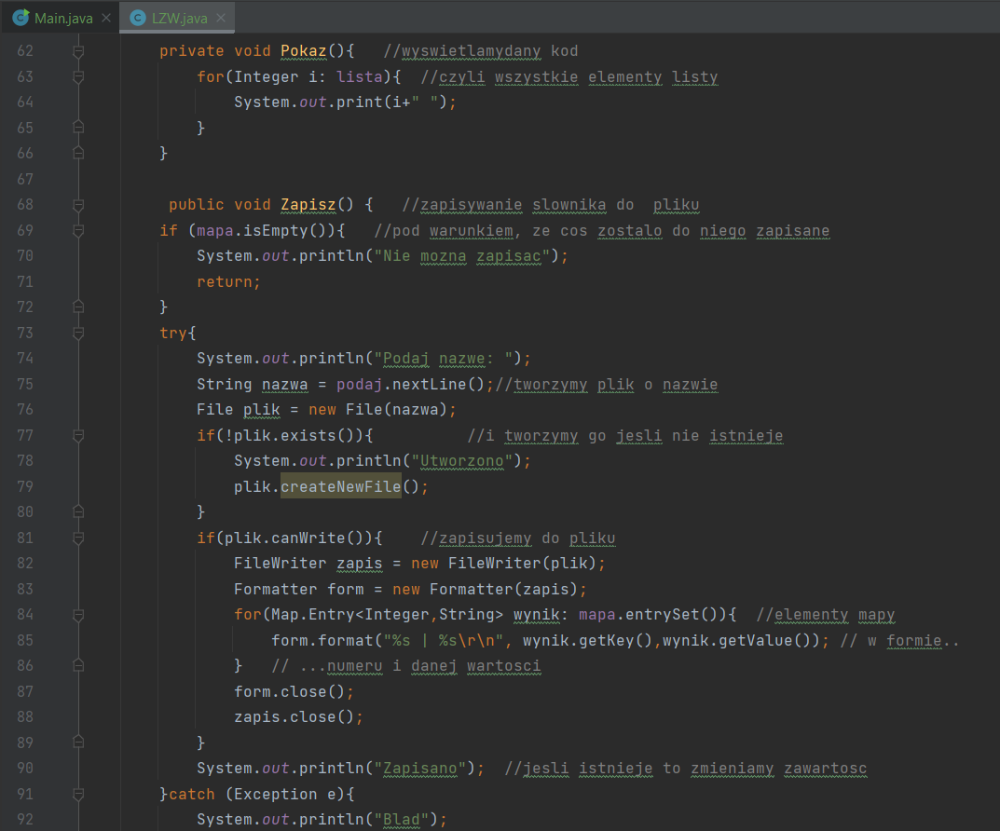 Main.java × LZW.java ×
62 private void Pokaz(){ //wyswietlamydany kod
63 for(Integer i: lista){ //czyli wszystkie elementy listy
64 System.out.print(i+" ");
65 }
66 }
67
68 public void Zapisz() { //zapisywanie slownika do pliku
69 if (mapa.isEmpty()){ //pod warunkiem, ze cos zostalo do niego zapisane
70 System.out.println("Nie mozna zapisac");
71 return;
72 }
73 try{
74 System.out.println("Podaj nazwe: ");
75 String nazwa = podaj.nextLine();//tworzymy plik o nazwie
76 File plik = new File(nazwa);
77 if(!plik.exists()){ //i tworzymy go jesli nie istnieje
78 System.out.println("Utworzono");
79 plik.createNewFile();
80 }
81 if(plik.canWrite()){ //zapisujemy do pliku
82 FileWriter zapis = new FileWriter(plik);
83 Formatter form = new Formatter(zapis);
84 for(Map.Entry<Integer,String> wynik: mapa.entrySet()){ //elementy mapy
85 form.format("%s | %s\r\n", wynik.getKey(),wynik.getValue()); // w formie..
86 } // ...numeru i danej wartosci
87 form.close();
88 zapis.close();
89 }
90 System.out.println("Zapisano"); //jesli istnieje to zmieniamy zawartosc
91 }catch (Exception e){
92 System.out.println("Blad");